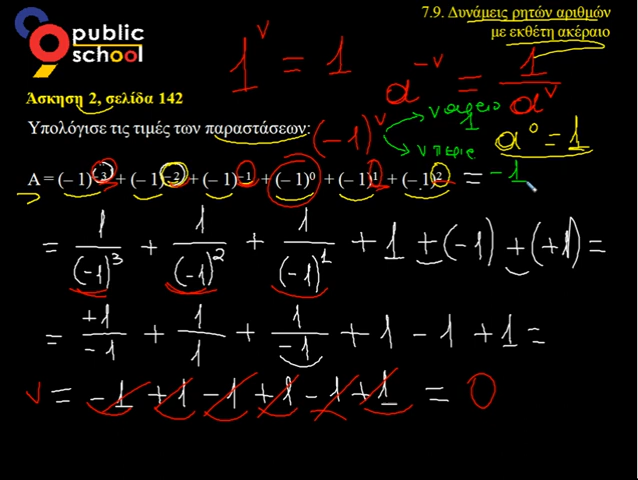 public
school
7.9. Δυνάμεις ρητών αριθμών
με εκθέτη ακέραιο
1^ν = 1
α^-ν = 1/α^ν
Άσκηση 2, σελίδα 142
Υπολόγισε τις τιμές των παραστάσεων:
(-1)^ν
ν άρτιο 1
ν περιτ
α^0 = 1
Α = (– 1)^–3 + (– 1)^–2 + (– 1)^–1 + (– 1)^0 + (– 1)^1 + (– 1)^2 = -1
= 1/(-1)^3 + 1/(-1)^2 + 1/(-1)^1 + 1 + (-1) + (+1) =
= +1/-1 + 1/1 + 1/-1 + 1 - 1 + 1 =
ν = -1 + 1 - 1 + 1 - 1 + 1 = 0